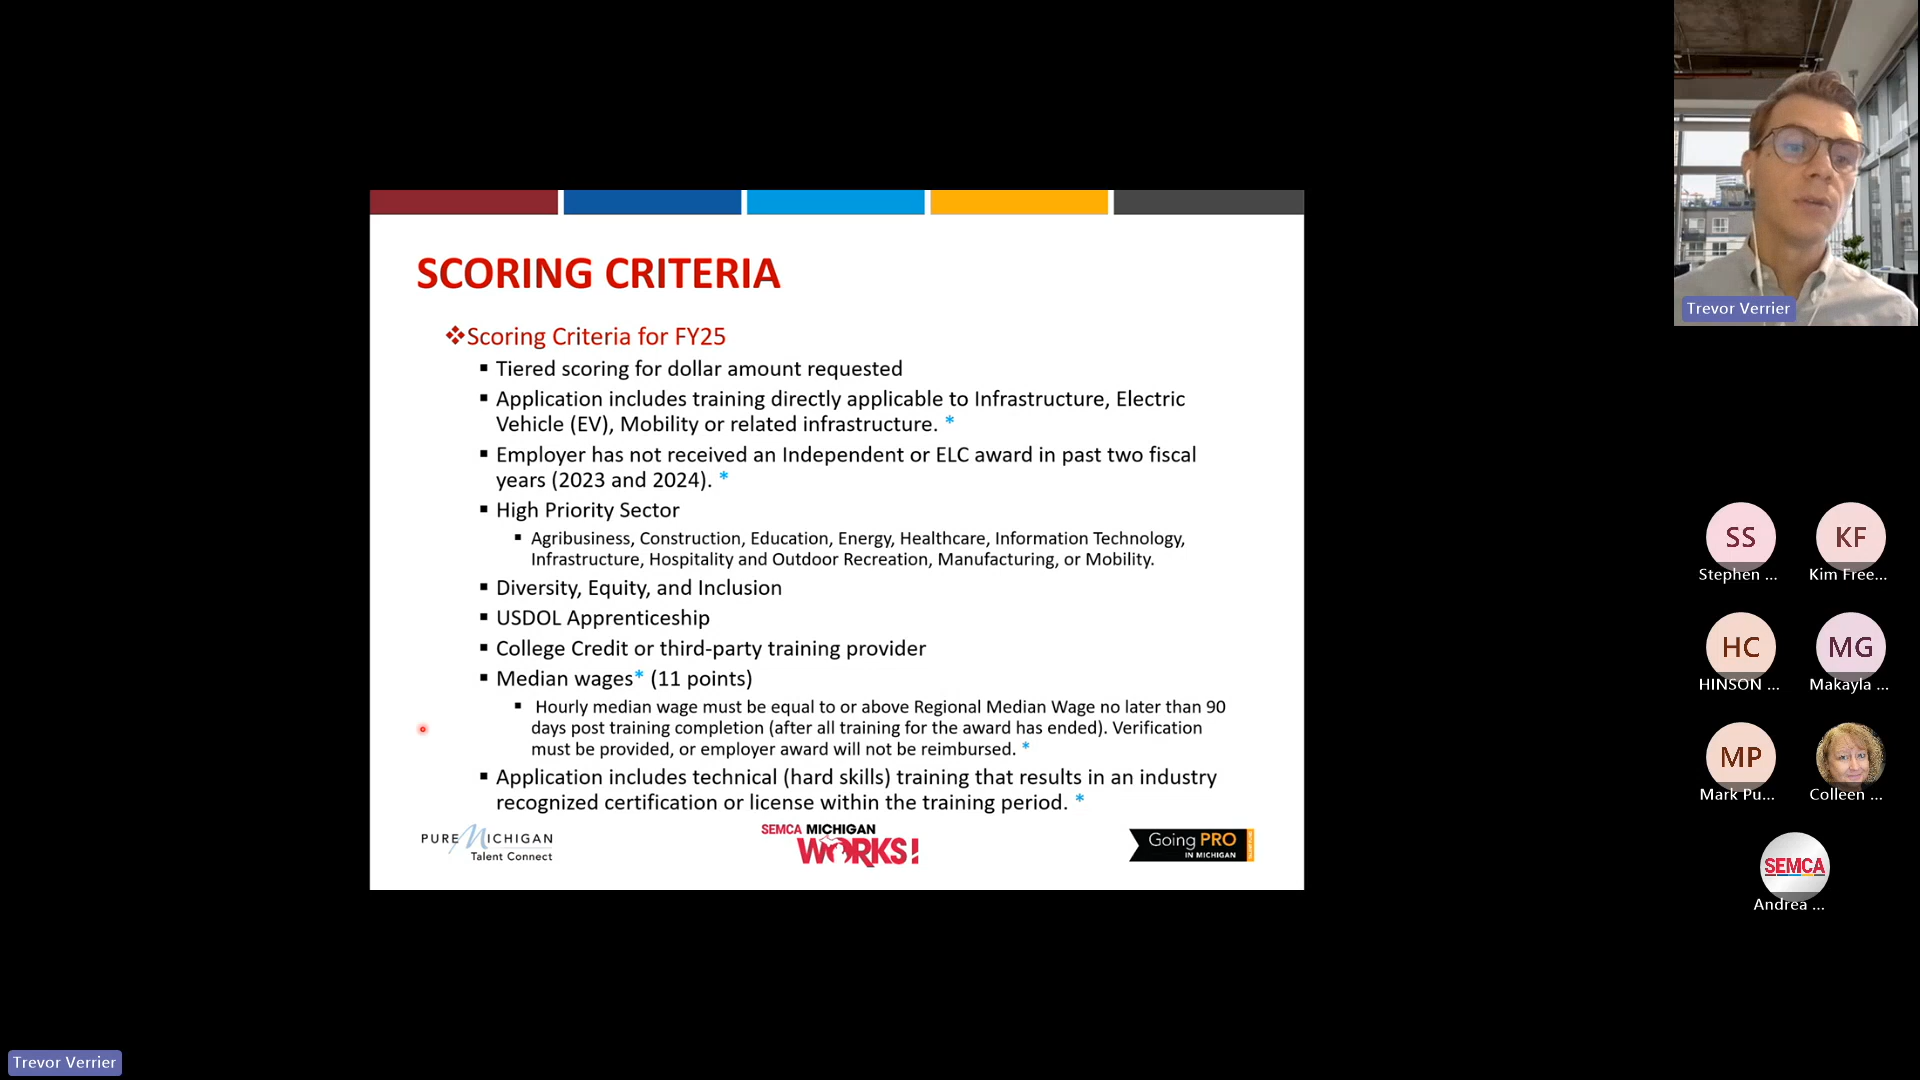 SCORING CRITERIA
❖Scoring Criteria for FY25
▪ Tiered scoring for dollar amount requested
▪ Application includes training directly applicable to Infrastructure, Electric
Vehicle (EV), Mobility or related infrastructure. *
▪ Employer has not received an Independent or ELC award in past two fiscal
years (2023 and 2024). *
▪ High Priority Sector
▪ Agribusiness, Construction, Education, Energy, Healthcare, Information Technology,
Infrastructure, Hospitality and Outdoor Recreation, Manufacturing, or Mobility.
▪ Diversity, Equity, and Inclusion
▪ USDOL Apprenticeship
▪ College Credit or third-party training provider
▪ Median wages* (11 points)
▪ Hourly median wage must be equal to or above Regional Median Wage no later than 90
days post training completion (after all training for the award has ended). Verification
must be provided, or employer award will not be reimbursed. *
▪ Application includes technical (hard skills) training that results in an industry
recognized certification or license within the training period. *
PURE MICHIGAN
Talent Connect
SEMCA MICHIGAN
WORKS!
Going PRO
IN MICHIGAN
Trevor Verrier
SS
Stephen ...
KF
Kim Free...
HC
HINSON ...
MG
Makayla ...
MP
Mark Pu...
Colleen ...
SEMCA
Andrea ...
Trevor Verrier